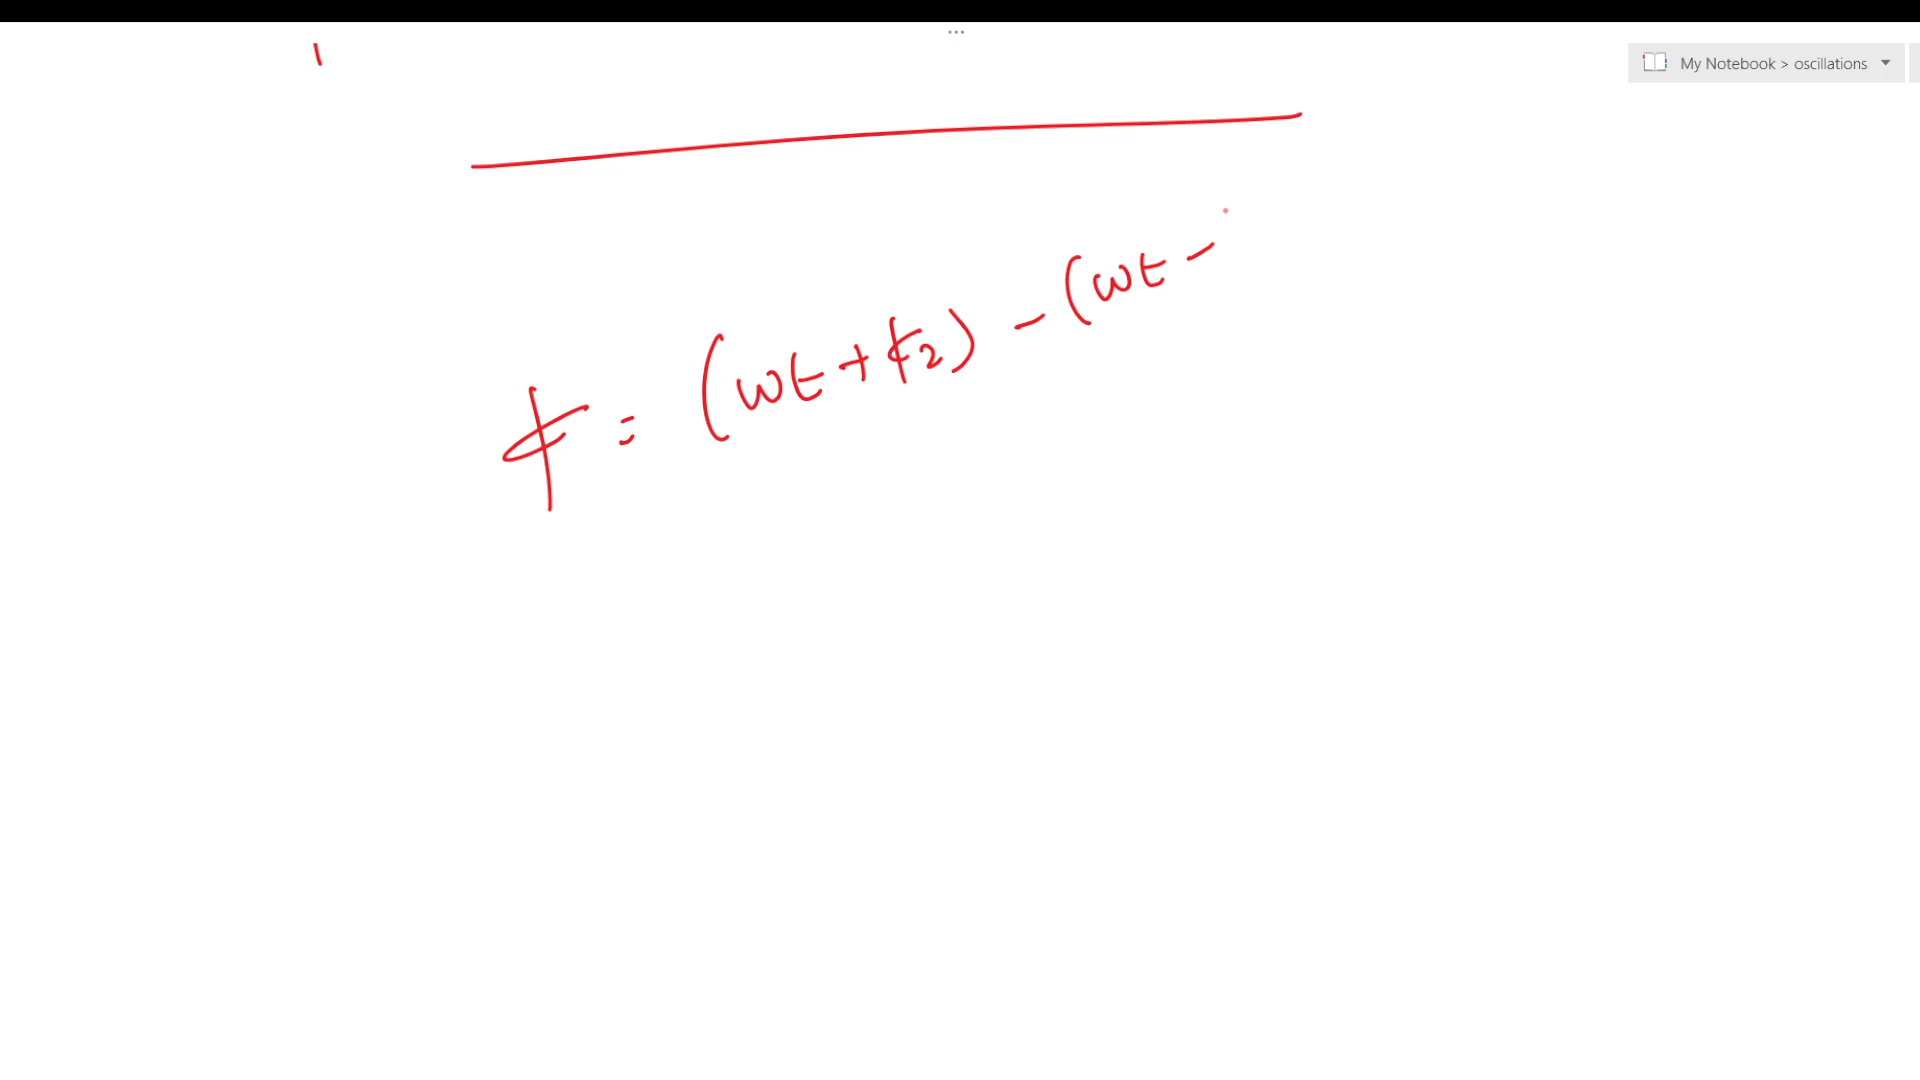 My Notebook > oscillations
ϕ = (ωt + ϕ₂) - (ωt -